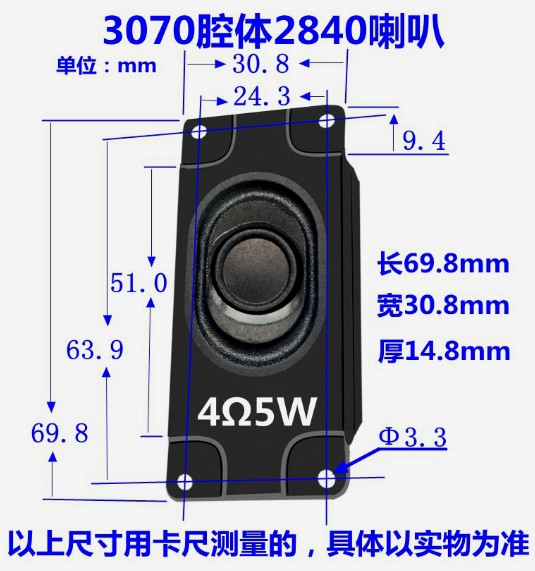 3070腔体2840喇叭
单位：mm
30.8
24.3
9.4
51.0
长69.8mm
宽30.8mm
63.9
厚14.8mm
4Ω5W
69.8
Φ3.3
以上尺寸用卡尺测量的，具体以实物为准